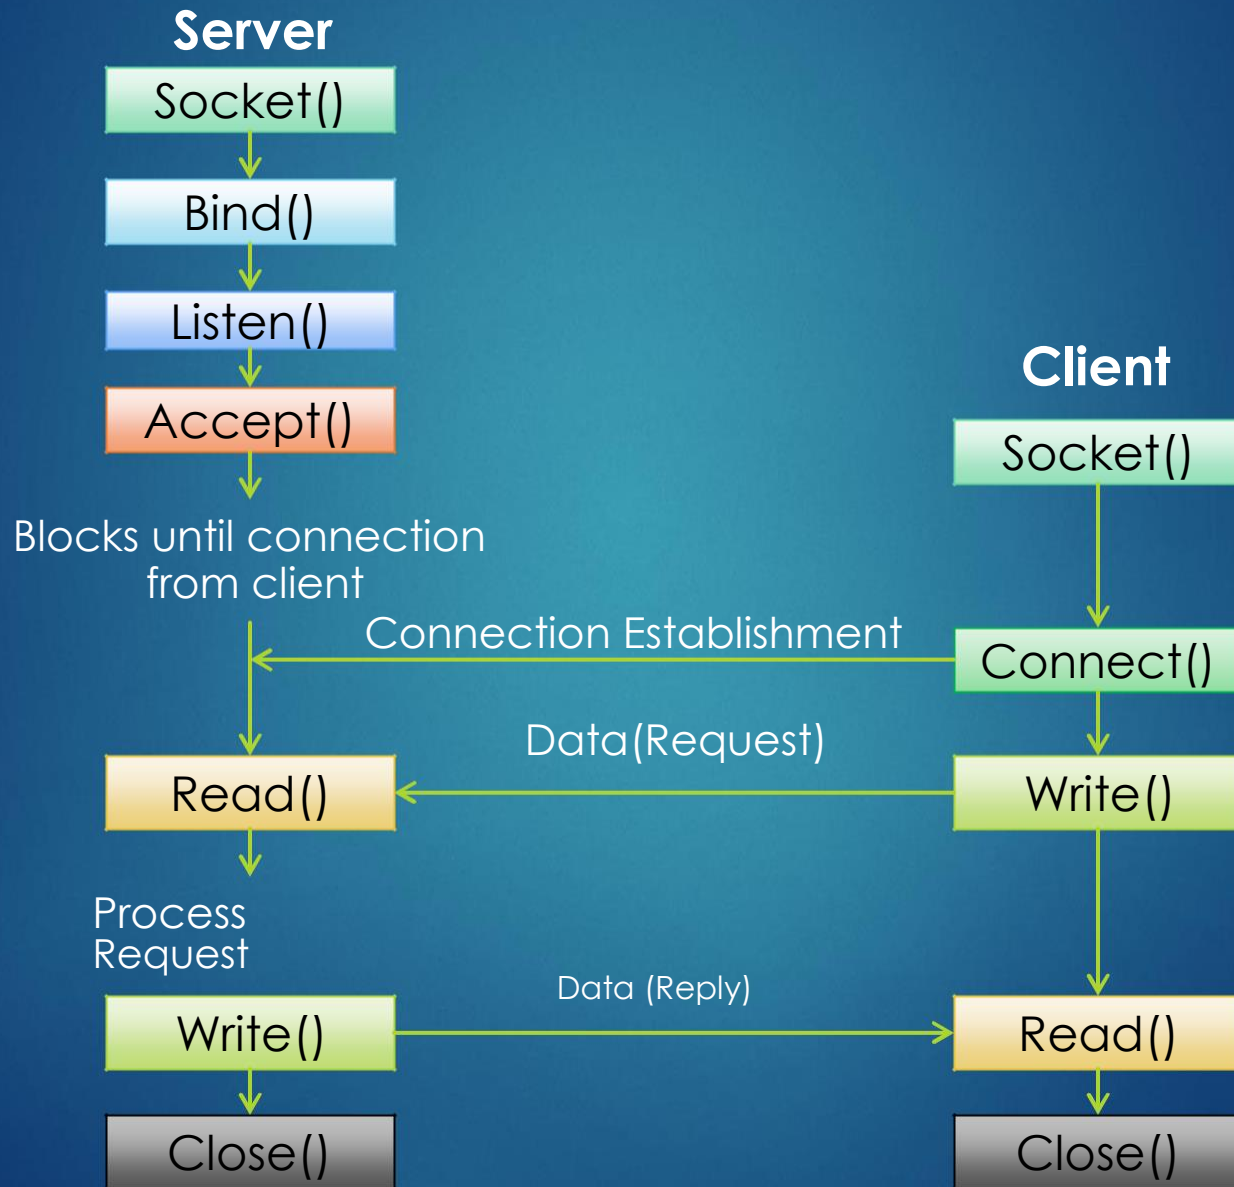 Server
Socket()
Bind()
Listen()
Accept()
Blocks until connection
from client
Client
Socket()
Connection Establishment
Connect()
Data(Request)
Read()
Write()
Process
Request
Data (Reply)
Write()
Read()
Close()
Close()